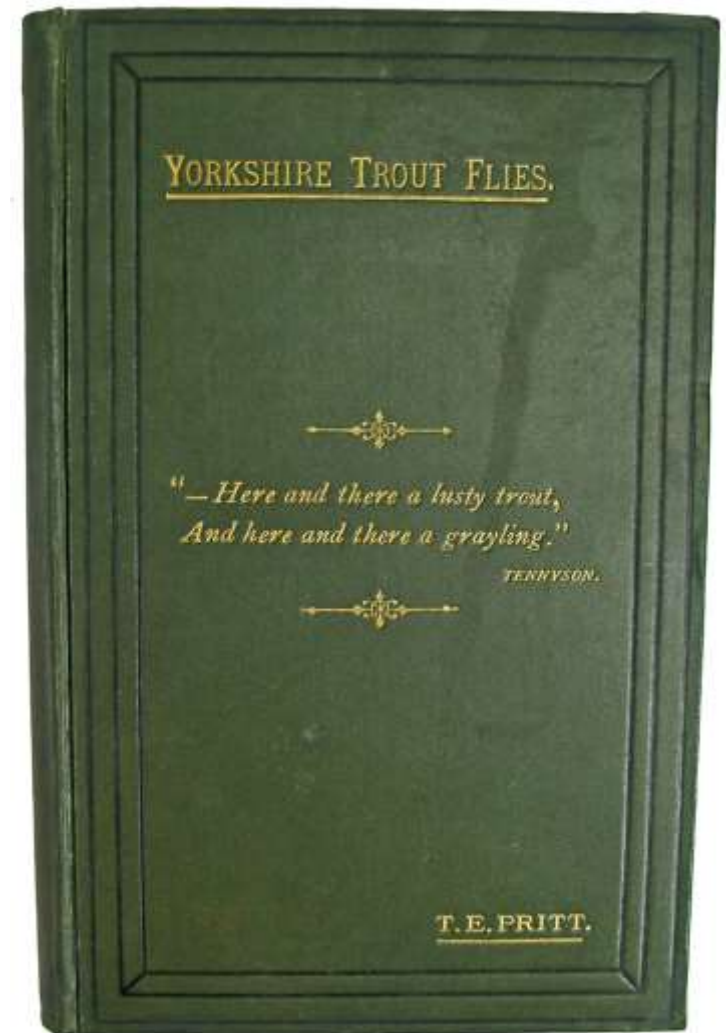 YORKSHIRE TROUT FLIES.
"—Here and there a lusty trout,
And here and there a grayling."
TENNYSON.
T. E. PRITT.